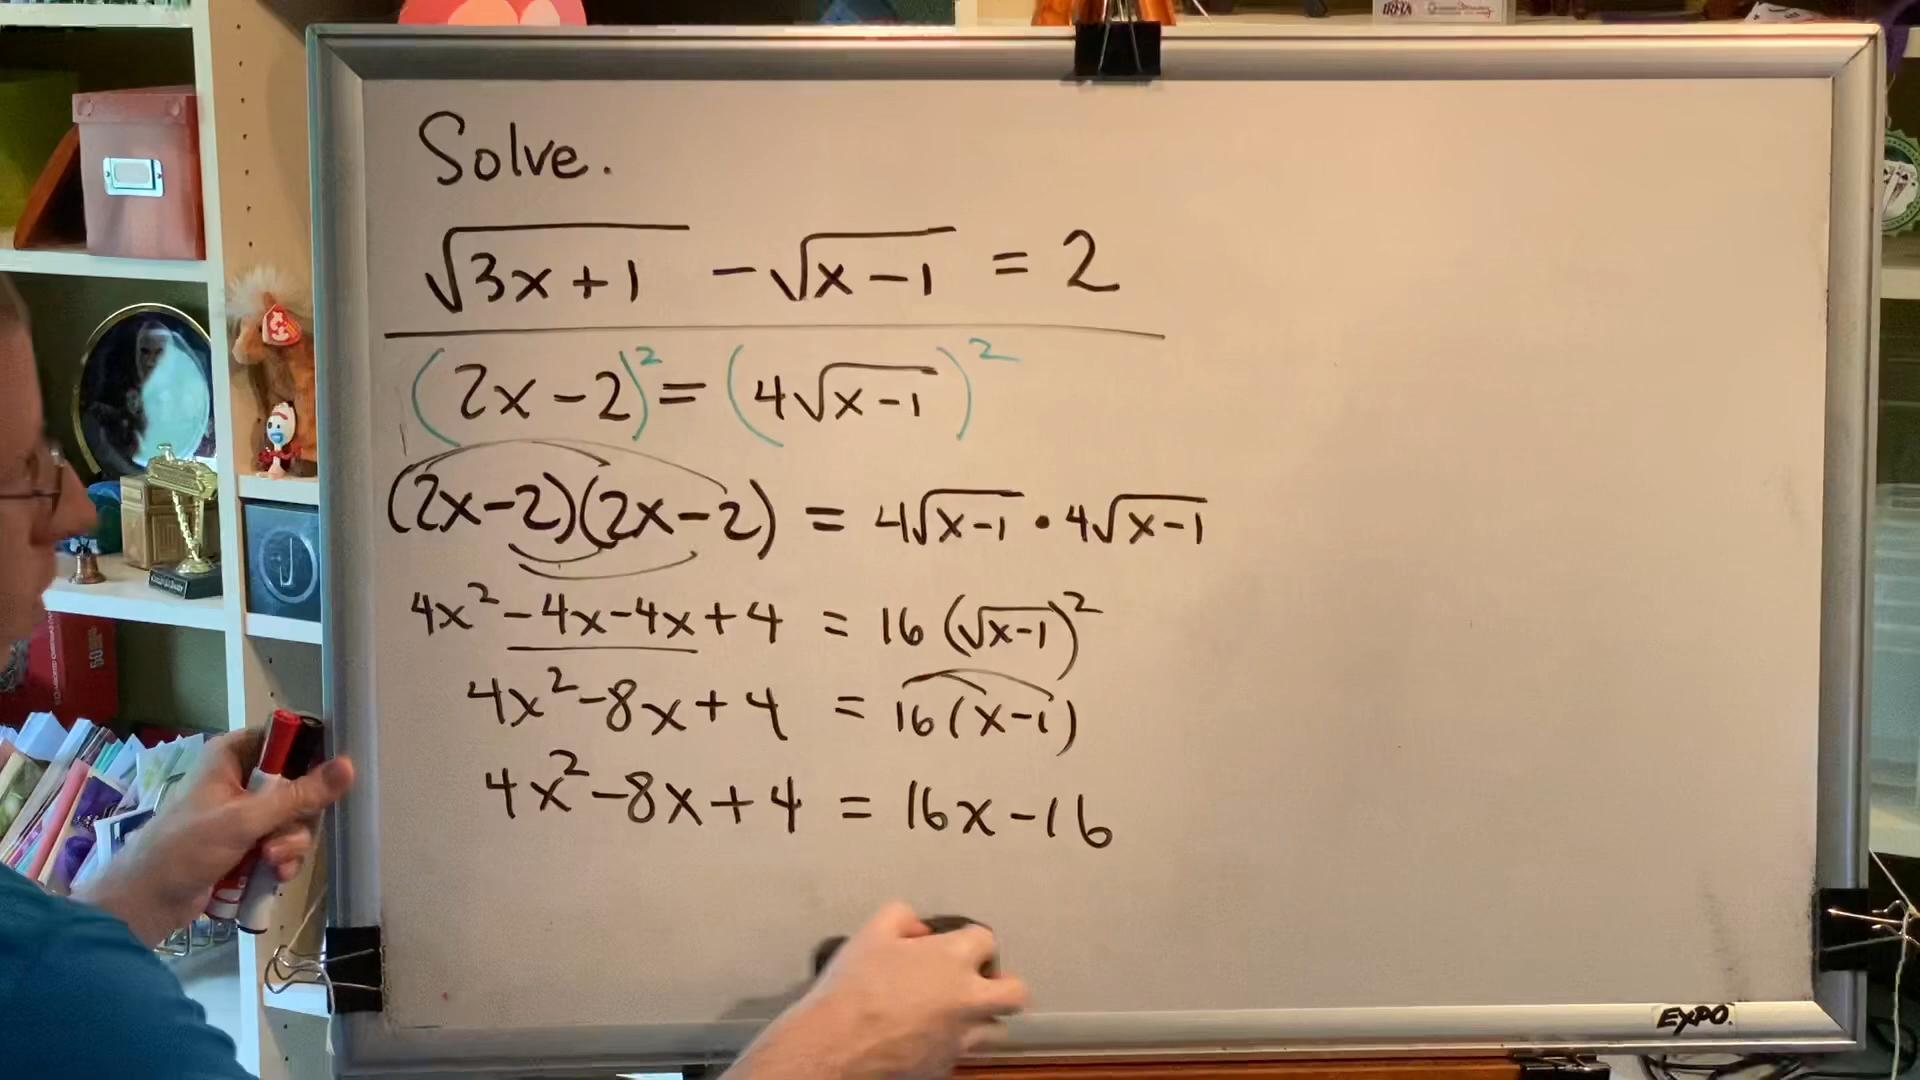 Solve.
√(3x+1) - √(x-1) = 2
(2x-2)² = (4√(x-1))²
(2x-2)(2x-2) = 4√(x-1) • 4√(x-1)
4x² - 4x - 4x + 4 = 16(√(x-1))²
4x² - 8x + 4 = 16(x-1)
4x² - 8x + 4 = 16x - 16
EXPO.